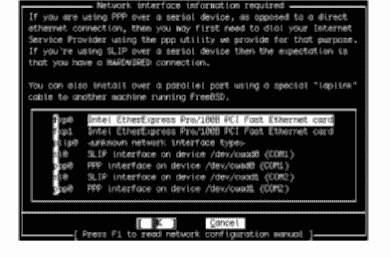 Network interface information required
If you are using PPP over a serial device, as opposed to a direct
ethernet connection, then you may first need to dial your Internet
Service Provider using the ppp utility we provide for that purpose.
If you're using SLIP over a serial device then the expectation is
that you have a HARDWIRED connection.
You can also install over a parallel port using a special "laplink"
cable to another machine running FreeBSD.
fxp0 Intel EtherExpress Pro/100B PCI Fast Ethernet card
fxp1 Intel EtherExpress Pro/100B PCI Fast Ethernet card
<unknown network interface type>
SLIP interface on device /dev/cuad0 (COM1)
PPP interface on device /dev/cuad0 (COM1)
SLIP interface on device /dev/cuad1 (COM2)
PPP interface on device /dev/cuad1 (COM2)
[ OK ] Cancel
[ Press F1 to read network configuration manual ]